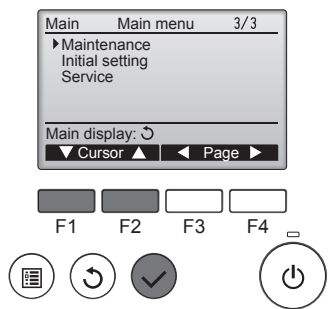 Main Main menu 3/3
Maintenance
Initial setting
Service
Main display:
Cursor Page
F1 F2 F3 F4